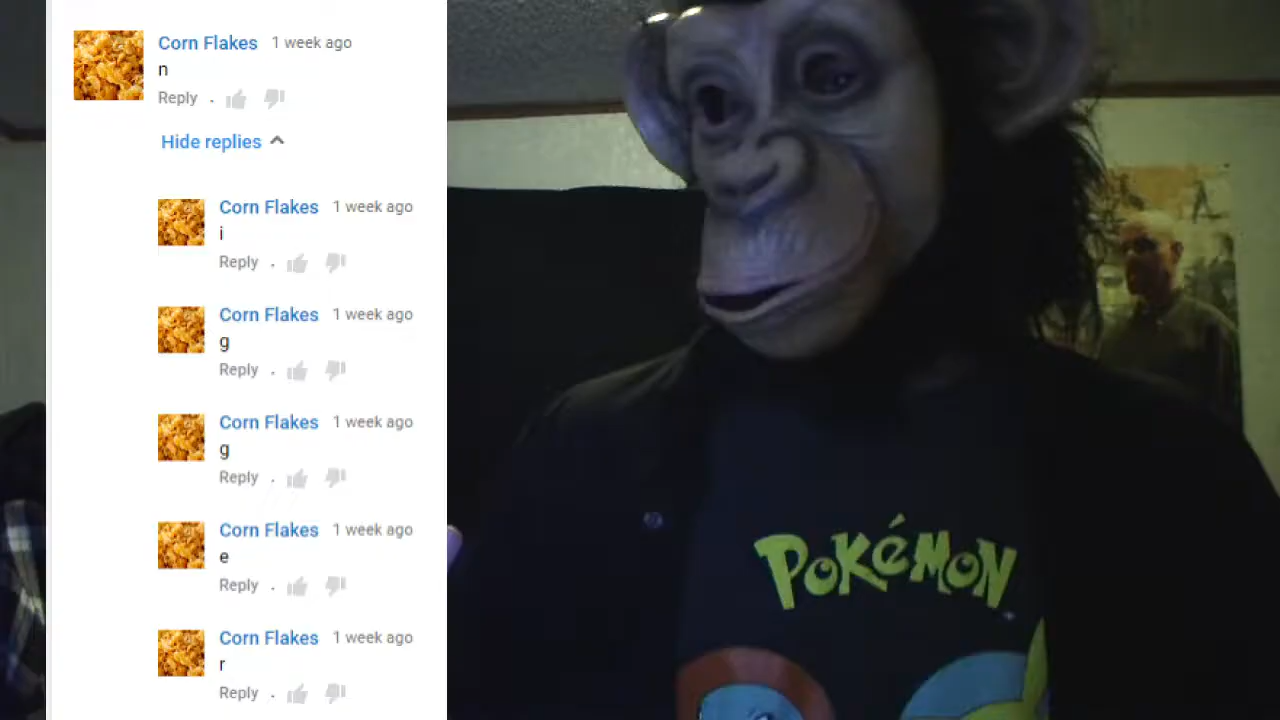 Corn Flakes 1 week ago
n
Reply .
Hide replies
Corn Flakes 1 week ago
i
Reply .
Corn Flakes 1 week ago
g
Reply .
Corn Flakes 1 week ago
g
Reply .
Corn Flakes 1 week ago
e
Reply .
Corn Flakes 1 week ago
r
Reply .
POKéMON